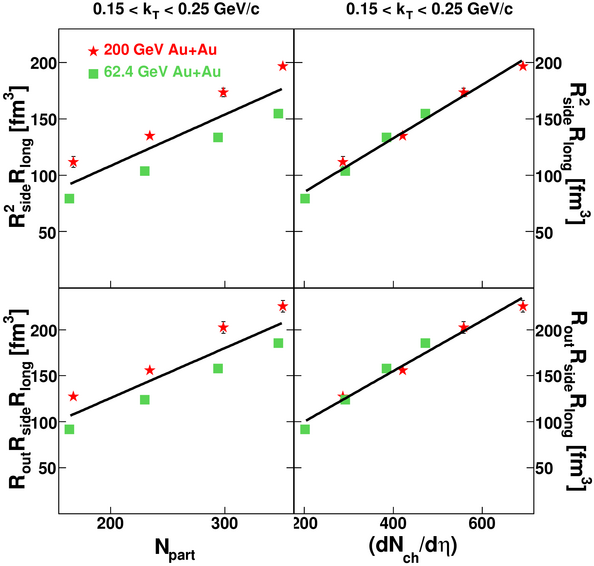 0.15 < k_T < 0.25 GeV/c 0.15 < k_T < 0.25 GeV/c
200 GeV Au+Au
62.4 GeV Au+Au
R²_side R_long [fm³]
200
150
100
50
200
150
100
50
R²_side R_long [fm³]
R_out R_side R_long [fm³]
200
150
100
50
200
150
100
50
R_out R_side R_long [fm³]
200 300 200 400 600
N_part (dN_ch/dη)